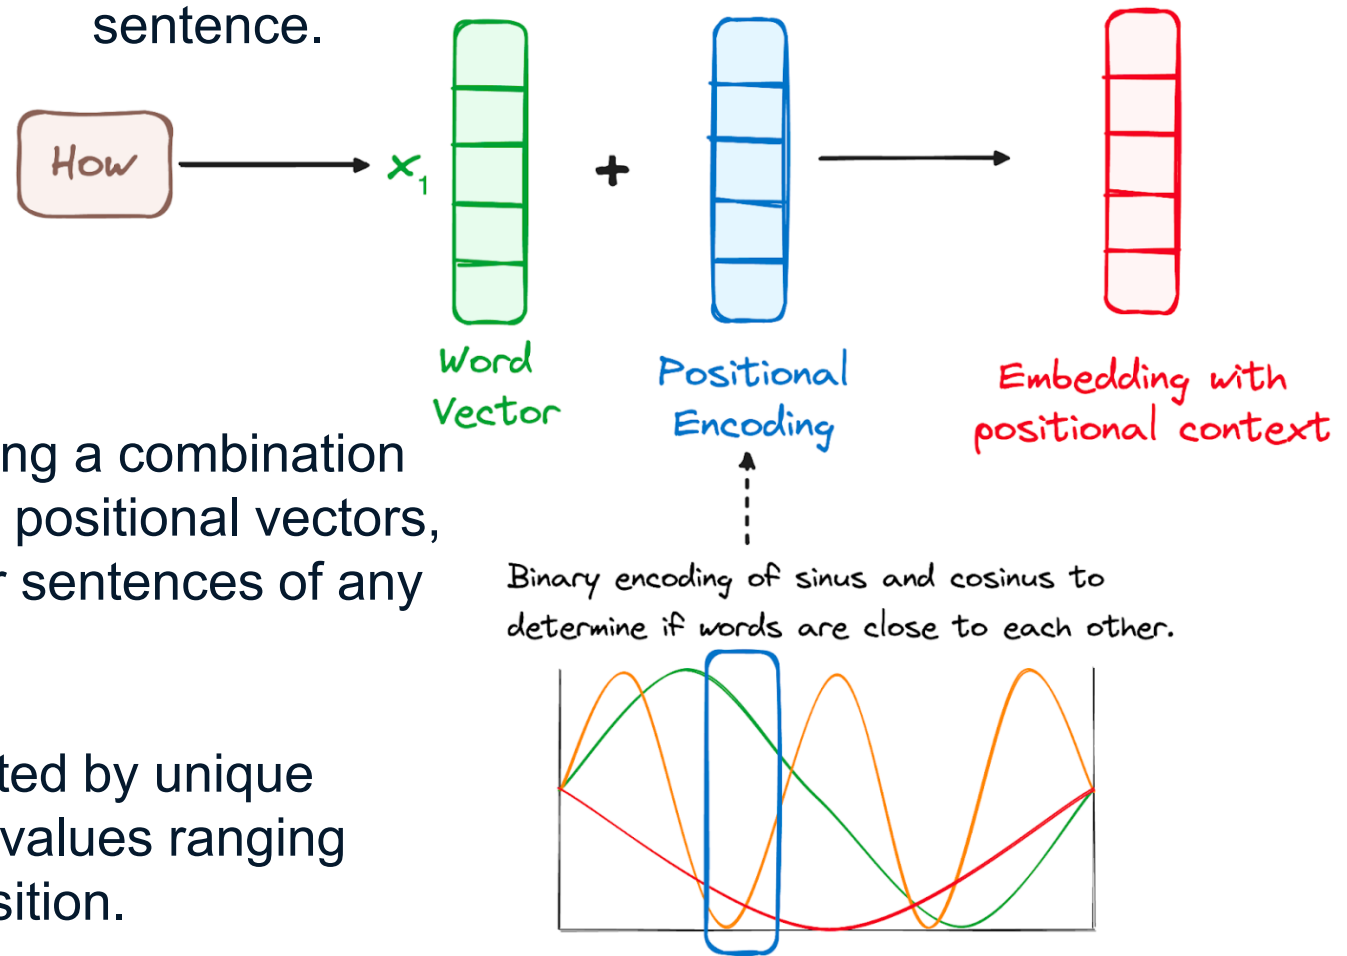 sentence.
How
x1
+
Word
Vector
Positional
Encoding
Embedding with
positional context
ng a combination
positional vectors,
r sentences of any
Binary encoding of sinus and cosinus to
determine if words are close to each other.
ted by unique
values ranging
sition.